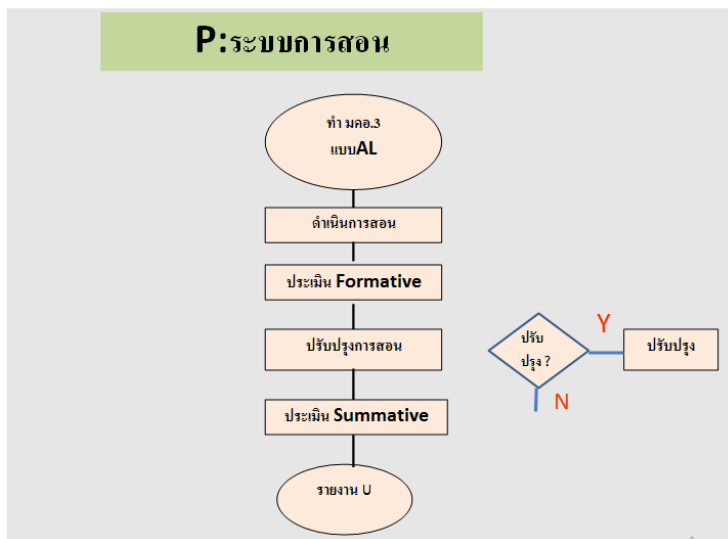 P:ระบบการสอน
ทำ มคอ.3
แบบAL
ดำเนินการสอน
ประเมิน Formative
ปรับปรุงการสอน
ประเมิน Summative
รายงาน U
ปรับ
ปรุง ?
Y
ปรับปรุง
N